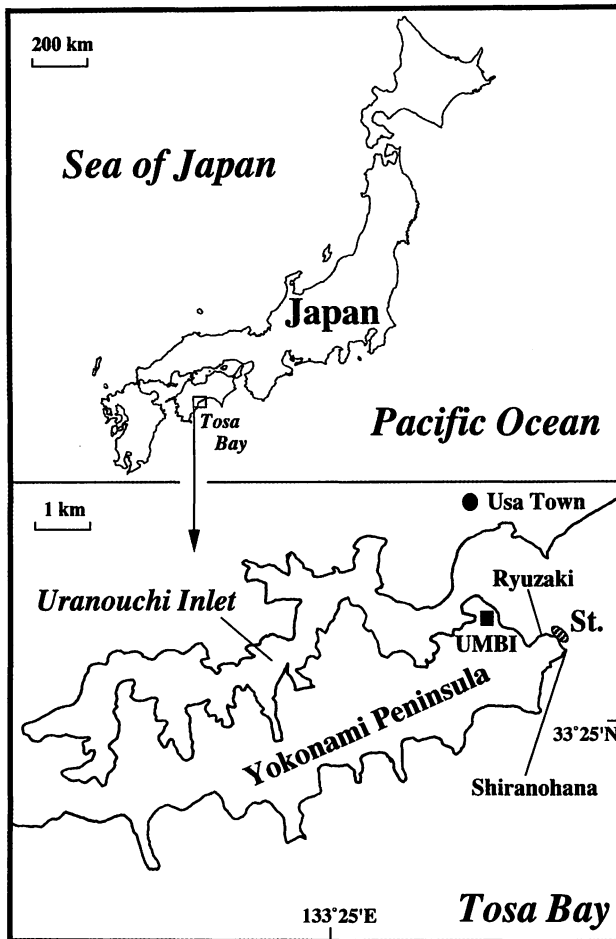 200 km
Sea of Japan
Japan
Tosa
Bay
Pacific Ocean
1 km
Usa Town
Ryuzaki
Uranouchi Inlet
St.
UMBI
Yokonami Peninsula
33°25'N
Shiranohana
133°25'E
Tosa Bay